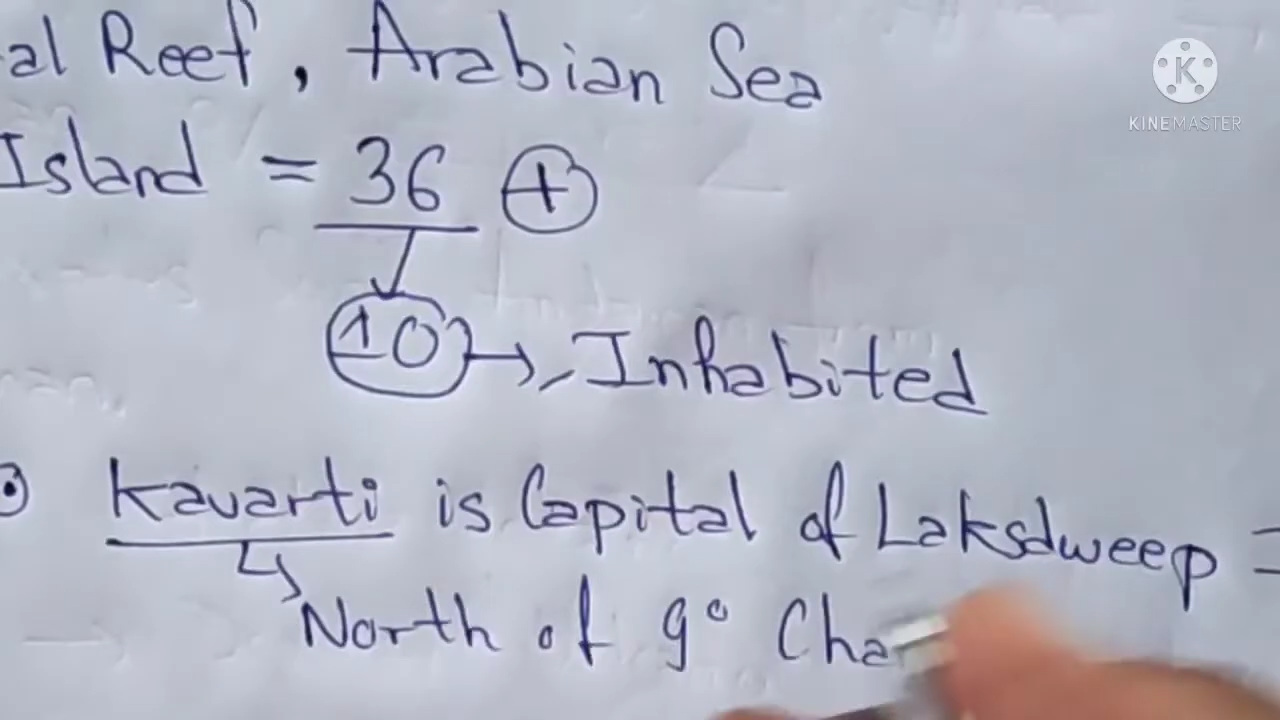 al Reef, Arabian Sea
Island = 36 +
10 → Inhabited
Kavarti is Capital of Laksdweep =
North of 9° Cha
K
KINEMASTER